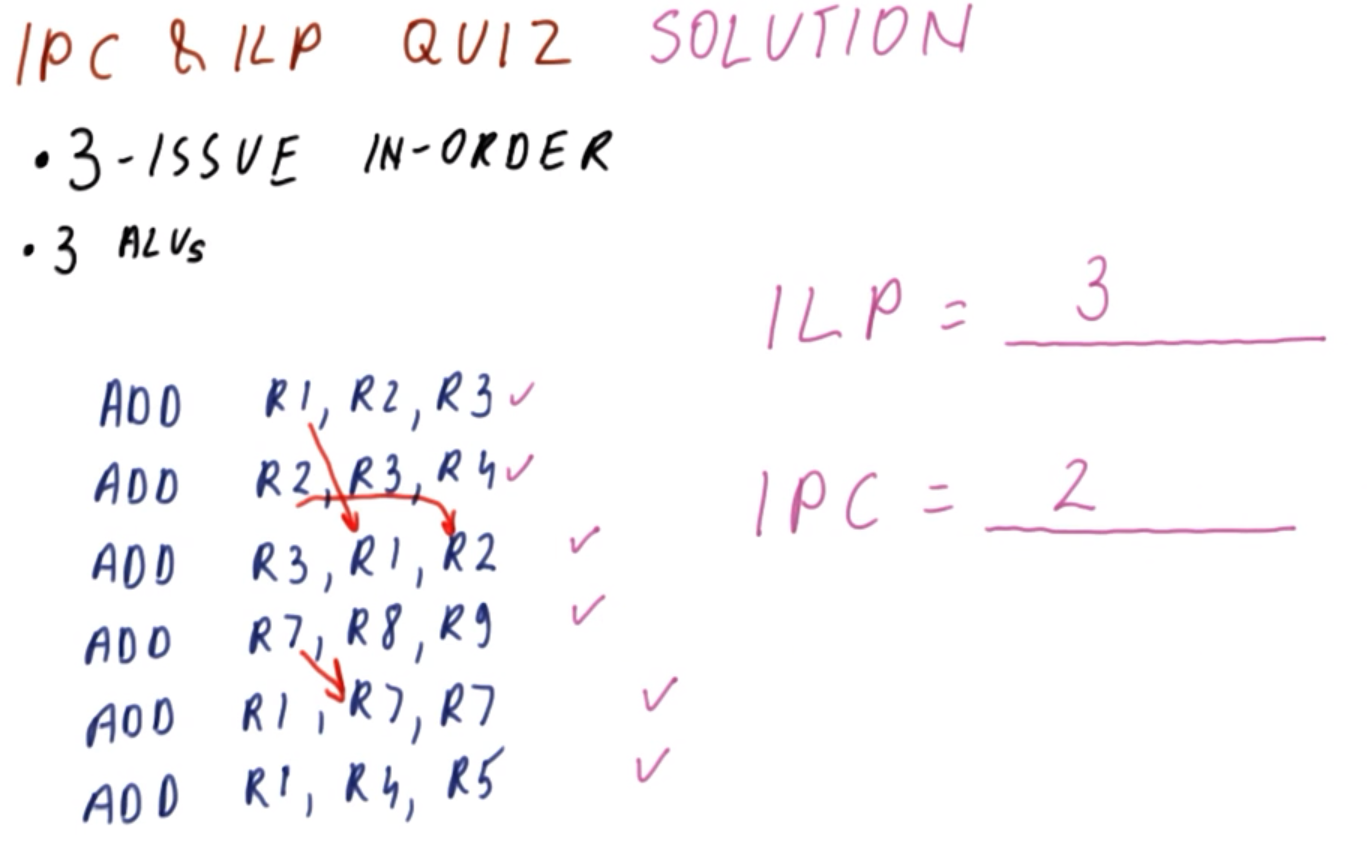 IPC & ILP QUIZ SOLUTION
• 3-ISSUE IN-ORDER
• 3 ALUs
ILP = 3
ADD R1, R2, R3 ✓
ADD R2, R3, R4 ✓
IPC = 2
ADD R3, R1, R2 ✓
ADD R7, R8, R9 ✓
ADD R1, R7, R7 ✓
ADD R1, R4, R5 ✓